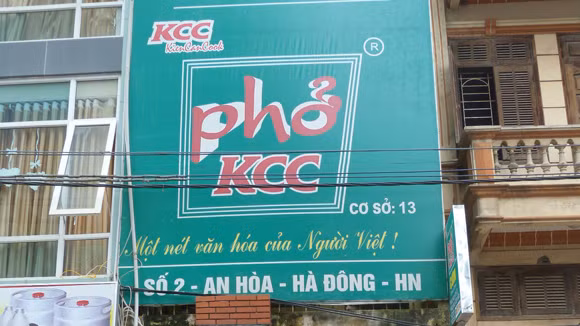 KCC
KienCanCook
®
phở
KCC
CƠ SỞ: 13
Một nét văn hóa của Người Việt !
SỐ 2 - AN HÒA - HÀ ĐÔNG - HN